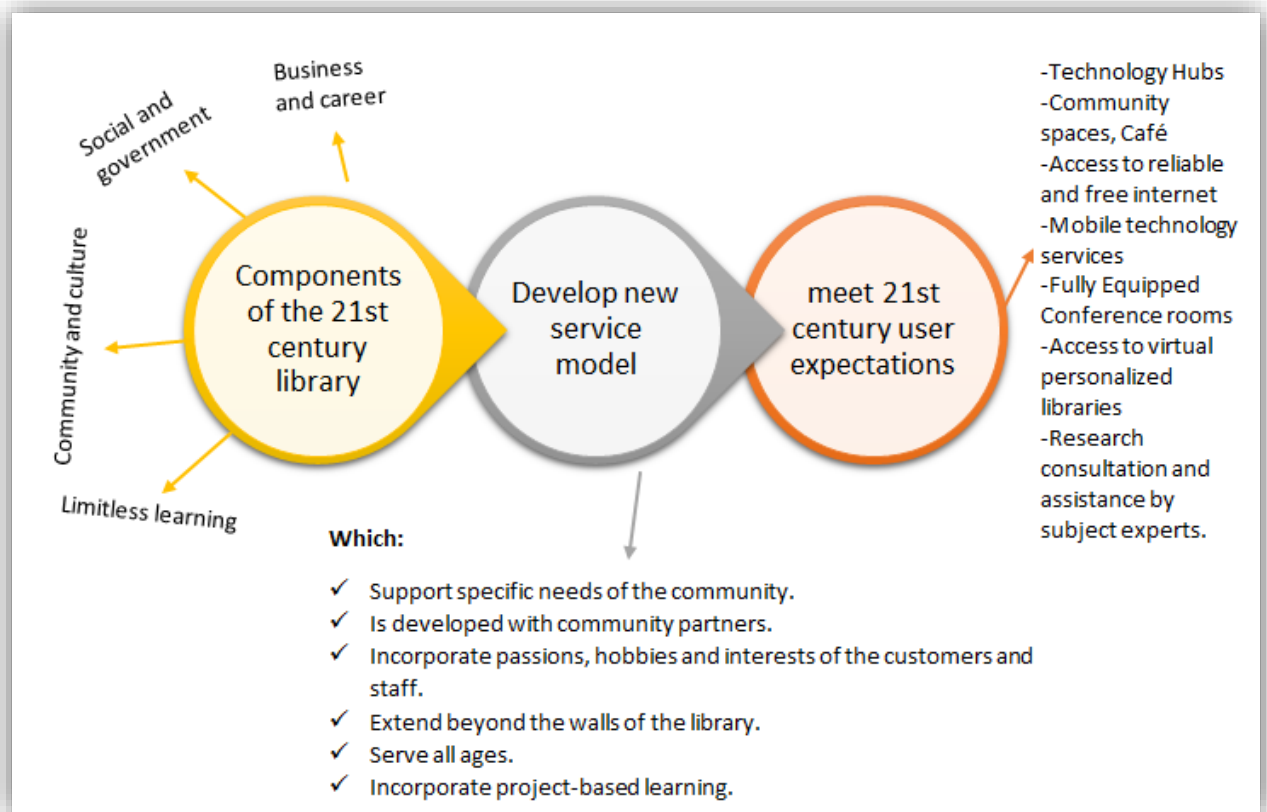 Business
and career
Social and
government
Community and culture
Limitless learning
Components
of the 21st
century
library
Develop new
service
model
meet 21st
century user
expectations
-Technology Hubs
-Community
spaces, Café
-Access to reliable
and free internet
-Mobile technology
services
-Fully Equipped
Conference rooms
-Access to virtual
personalized
libraries
-Research
consultation and
assistance by
subject experts.
Which:
✓ Support specific needs of the community.
✓ Is developed with community partners.
✓ Incorporate passions, hobbies and interests of the customers and
staff.
✓ Extend beyond the walls of the library.
✓ Serve all ages.
✓ Incorporate project-based learning.